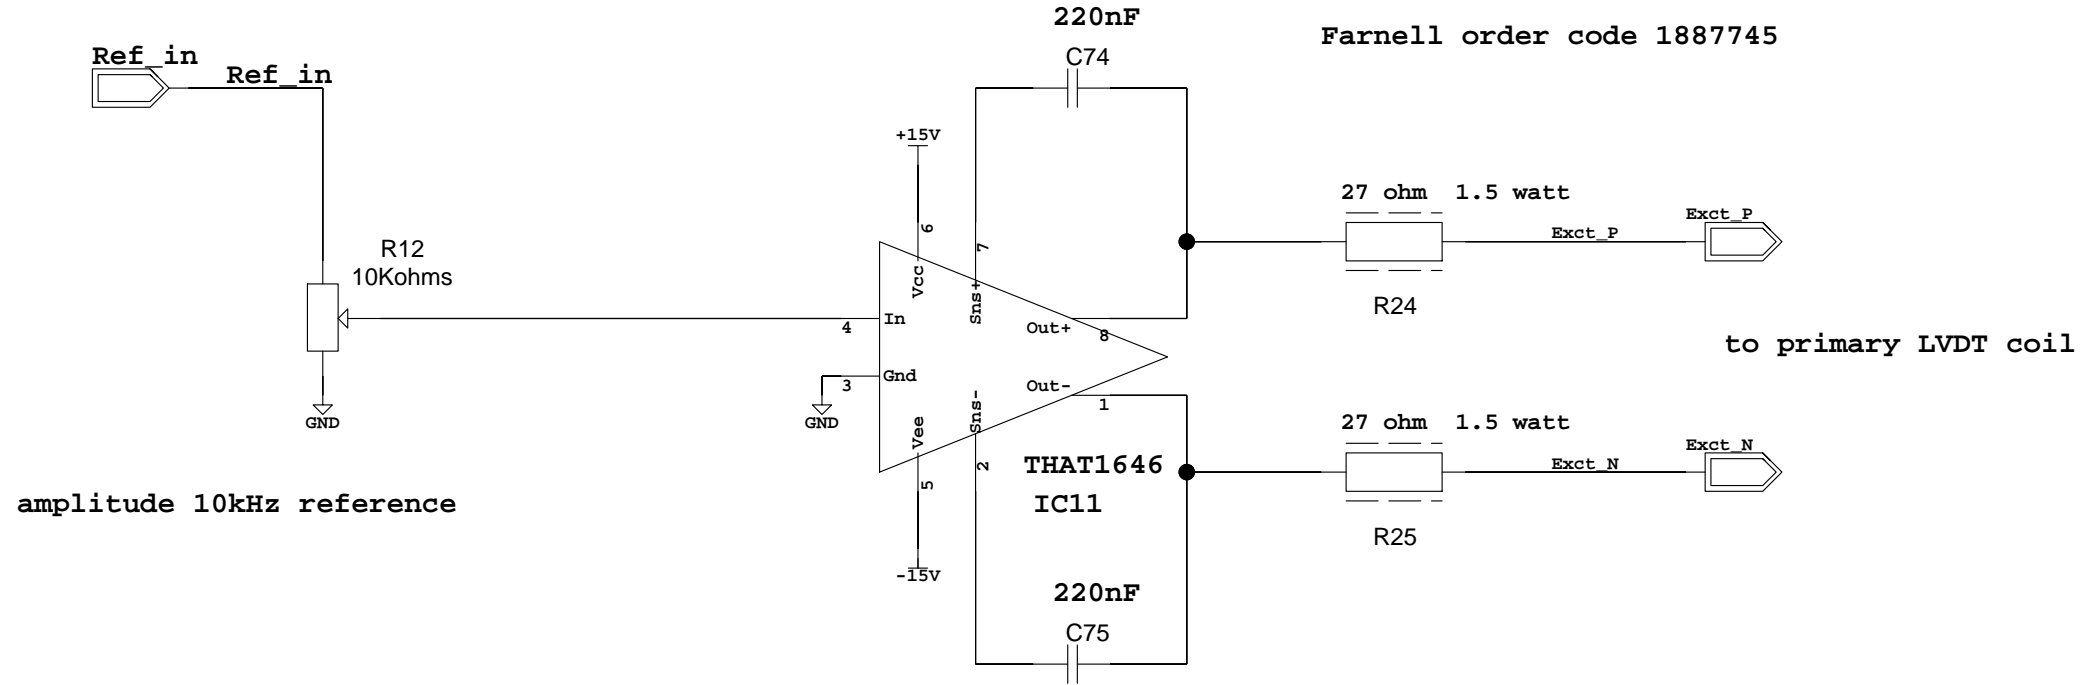 220nF
Farnell order code 1887745
C74
Ref_in
Ref_in
+15V
27 ohm 1.5 watt
Exct_P
Exct_P
6
7
R12
10Kohms
Vcc
Sns+
R24
4
In
Out+
8
to primary LVDT coil
3
Gnd
Out-
1
GND
GND
Sns-
Vee
27 ohm 1.5 watt
Exct_N
Exct_N
2
THAT1646
5
IC11
amplitude 10kHz reference
R25
-15V
220nF
C75